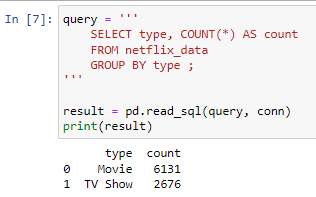 In [7]: query = '''
    SELECT type, COUNT(*) AS count
    FROM netflix_data
    GROUP BY type ;
'''
result = pd.read_sql(query, conn)
print(result)
      type  count
0    Movie   6131
1  TV Show   2676